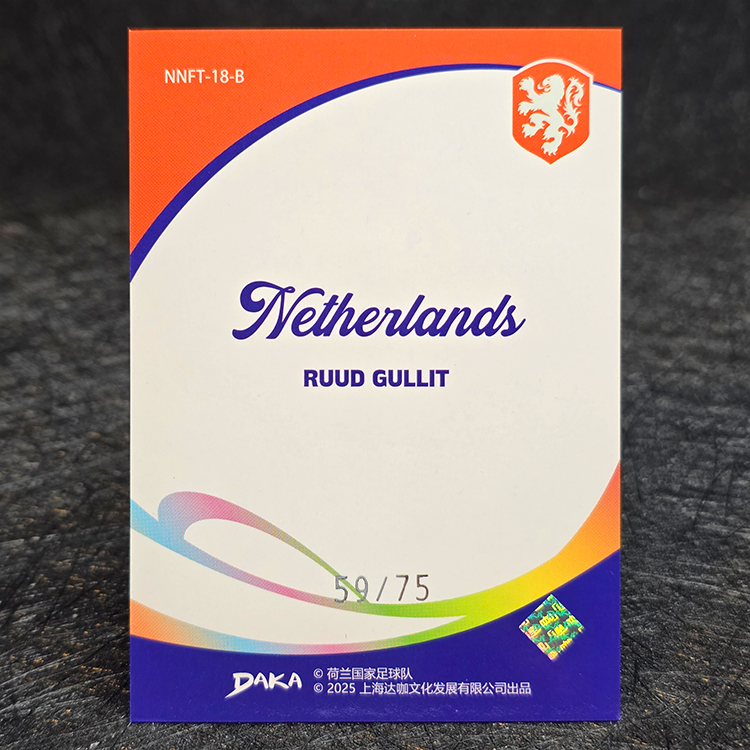 NNFT-18-B
Netherlands
RUUD GULLIT
59/75
DAKA
© 荷兰国家足球队
© 2025 上海达咖文化发展有限公司出品